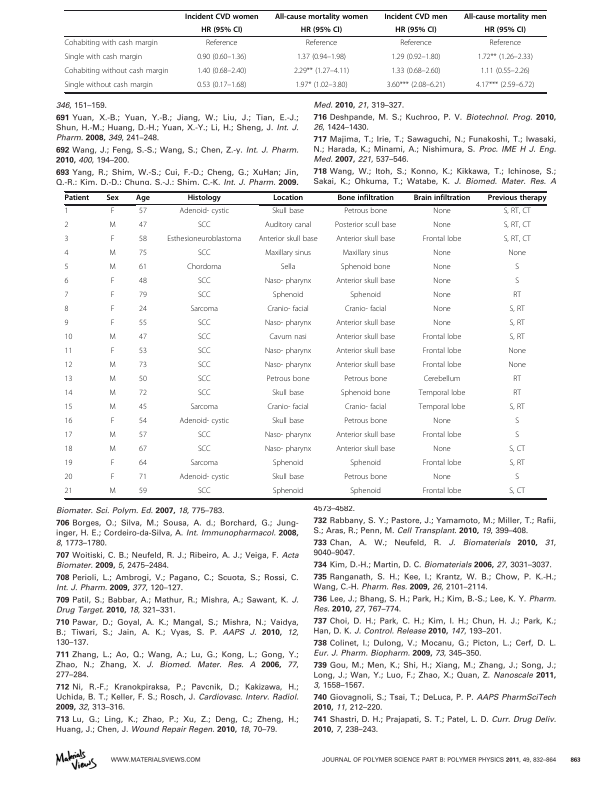 Incident CVD women All-cause mortality women Incident CVD men All-cause mortality men
HR (95% CI) HR (95% CI) HR (95% CI) HR (95% CI)
Cohabiting with cash margin Reference Reference Reference Reference
Single with cash margin 0.90 (0.60–1.36) 1.37 (0.94–1.98) 1.29 (0.92–1.80) 1.72** (1.26–2.33)
Cohabiting without cash margin 1.40 (0.68–2.40) 2.29** (1.27–4.11) 1.33 (0.68–2.60) 1.11 (0.55–2.26)
Single without cash margin 0.53 (0.17–1.68) 1.97* (1.02–3.80) 3.60*** (2.08–6.21) 4.17*** (2.59–6.72)
346, 151–159.
691 Yuan, X.-B.; Yuan, Y.-B.; Jiang, W.; Liu, J.; Tian, E.-J.;
Shun, H.-M.; Huang, D.-H.; Yuan, X.-Y.; Li, H.; Sheng, J. Int. J.
Pharm. 2008, 349, 241–248.
692 Wang, J.; Feng, S.-S.; Wang, S.; Chen, Z.-y. Int. J. Pharm.
2010, 400, 194–200.
693 Yang, R.; Shim, W.-S.; Cui, F.-D.; Cheng, G.; XuHan; Jin,
Q.-R.; Kim, D.-D.; Chung, S.-J.; Shim, C.-K. Int. J. Pharm. 2009,
Med. 2010, 21, 319–327.
716 Deshpande, M. S.; Kuchroo, P. V. Biotechnol. Prog. 2010,
26, 1424–1430.
717 Majima, T.; Irie, T.; Sawaguchi, N.; Funakoshi, T.; Iwasaki,
N.; Harada, K.; Minami, A.; Nishimura, S. Proc. IME H J. Eng.
Med. 2007, 221, 537–546.
718 Wang, W.; Itoh, S.; Konno, K.; Kikkawa, T.; Ichinose, S.;
Sakai, K.; Ohkuma, T.; Watabe, K. J. Biomed. Mater. Res. A
Patient Sex Age Histology Location Bone infiltration Brain infiltration Previous therapy
1 F 57 Adenoid- cystic Skull base Petrous bone None S, RT, CT
2 M 47 SCC Auditory canal Posterior scull base None S, RT, CT
3 F 58 Esthesioneuroblastoma Anterior skull base Anterior skull base Frontal lobe S, RT, CT
4 M 75 SCC Maxillary sinus Maxillary sinus None None
5 M 61 Chordoma Sella Sphenoid bone None S
6 F 48 SCC Naso- pharynx Anterior skull base None S
7 F 79 SCC Sphenoid Sphenoid None RT
8 F 24 Sarcoma Cranio- facial Cranio- facial None S, RT
9 F 55 SCC Naso- pharynx Anterior skull base None S, RT
10 M 47 SCC Cavum nasi Anterior skull base Frontal lobe S, RT
11 F 53 SCC Naso- pharynx Anterior skull base Frontal lobe None
12 M 73 SCC Naso- pharynx Anterior skull base Frontal lobe None
13 M 50 SCC Petrous bone Petrous bone Cerebellum RT
14 M 72 SCC Skull base Sphenoid bone Temporal lobe RT
15 M 45 Sarcoma Cranio- facial Cranio- facial Temporal lobe S, RT
16 F 54 Adenoid- cystic Skull base Petrous bone None S
17 M 57 SCC Naso- pharynx Anterior skull base Frontal lobe S
18 M 67 SCC Naso- pharynx Anterior skull base None S, CT
19 F 64 Sarcoma Sphenoid Sphenoid Frontal lobe S, RT
20 F 71 Adenoid- cystic Skull base Petrous bone None S
21 M 59 SCC Sphenoid Sphenoid Frontal lobe S, CT
Biomater. Sci. Polym. Ed. 2007, 18, 775–783.
706 Borges, O.; Silva, M.; Sousa, A. d.; Borchard, G.; Jung-
inger, H. E.; Cordeiro-da-Silva, A. Int. Immunopharmacol. 2008,
8, 1773–1780.
707 Woitiski, C. B.; Neufeld, R. J.; Ribeiro, A. J.; Veiga, F. Acta
Biomater. 2009, 5, 2475–2484.
708 Perioli, L.; Ambrogi, V.; Pagano, C.; Scuota, S.; Rossi, C.
Int. J. Pharm. 2009, 377, 120–127.
709 Patil, S.; Babbar, A.; Mathur, R.; Mishra, A.; Sawant, K. J.
Drug Target. 2010, 18, 321–331.
710 Pawar, D.; Goyal, A. K.; Mangal, S.; Mishra, N.; Vaidya,
B.; Tiwari, S.; Jain, A. K.; Vyas, S. P. AAPS J. 2010, 12,
130–137.
711 Zhang, L.; Ao, Q.; Wang, A.; Lu, G.; Kong, L.; Gong, Y.;
Zhao, N.; Zhang, X. J. Biomed. Mater. Res. A 2006, 77,
277–284.
712 Ni, R.-F.; Kranokpiraksa, P.; Pavcnik, D.; Kakizawa, H.;
Uchida, B. T.; Keller, F. S.; Rosch, J. Cardiovasc. Interv. Radiol.
2009, 32, 313–316.
713 Lu, G.; Ling, K.; Zhao, P.; Xu, Z.; Deng, C.; Zheng, H.;
Huang, J.; Chen, J. Wound Repair Regen. 2010, 18, 70–79.
4573–4582.
732 Rabbany, S. Y.; Pastore, J.; Yamamoto, M.; Miller, T.; Rafii,
S.; Aras, R.; Penn, M. Cell Transplant. 2010, 19, 399–408.
733 Chan, A. W.; Neufeld, R. J. Biomaterials 2010, 31,
9040–9047.
734 Kim, D.-H.; Martin, D. C. Biomaterials 2006, 27, 3031–3037.
735 Ranganath, S. H.; Kee, I.; Krantz, W. B.; Chow, P. K.-H.;
Wang, C.-H. Pharm. Res. 2009, 26, 2101–2114.
736 Lee, J.; Bhang, S. H.; Park, H.; Kim, B.-S.; Lee, K. Y. Pharm.
Res. 2010, 27, 767–774.
737 Choi, D. H.; Park, C. H.; Kim, I. H.; Chun, H. J.; Park, K.;
Han, D. K. J. Control. Release 2010, 147, 193–201.
738 Colinet, I.; Dulong, V.; Mocanu, G.; Picton, L.; Cerf, D. L.
Eur. J. Pharm. Biopharm. 2009, 73, 345–350.
739 Gou, M.; Men, K.; Shi, H.; Xiang, M.; Zhang, J.; Song, J.;
Long, J.; Wan, Y.; Luo, F.; Zhao, X.; Quan, Z. Nanoscale 2011,
3, 1558–1567.
740 Giovagnoli, S.; Tsai, T.; DeLuca, P. P. AAPS PharmSciTech
2010, 11, 212–220.
741 Shastri, D. H.; Prajapati, S. T.; Patel, L. D. Curr. Drug Deliv.
2010, 7, 238–243.
Materials
Views
WWW.MATERIALSVIEWS.COM JOURNAL OF POLYMER SCIENCE PART B: POLYMER PHYSICS 2011, 49, 832–864 863